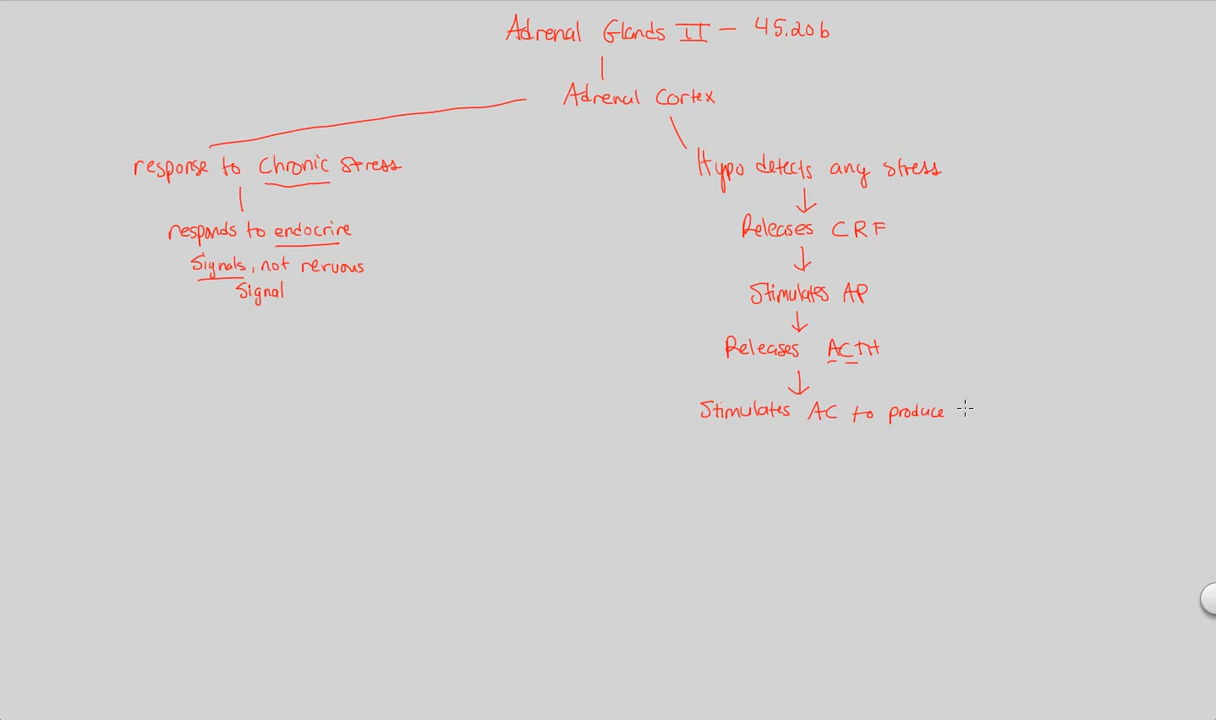 Adrenal Glands II - 45.20b
Adrenal Cortex
response to Chronic stress
responds to endocrine
Signals, not nervous
Signal
Hypo detects any stress
Releases CRF
Stimulates AP
Releases ACTH
Stimulates AC to produce